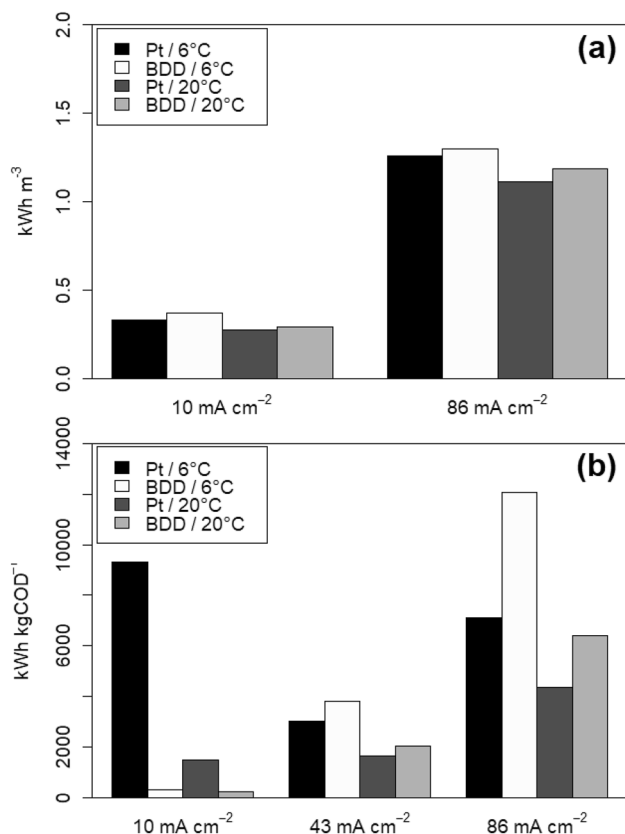 (a)
Pt / 6°C
BDD / 6°C
Pt / 20°C
BDD / 20°C
2.0
1.5
1.0
0.5
0.0
kWh m⁻³
10 mA cm⁻²
86 mA cm⁻²
(b)
Pt / 6°C
BDD / 6°C
Pt / 20°C
BDD / 20°C
14000
10000
6000
2000
0
kWh kgCOD⁻¹
10 mA cm⁻²
43 mA cm⁻²
86 mA cm⁻²